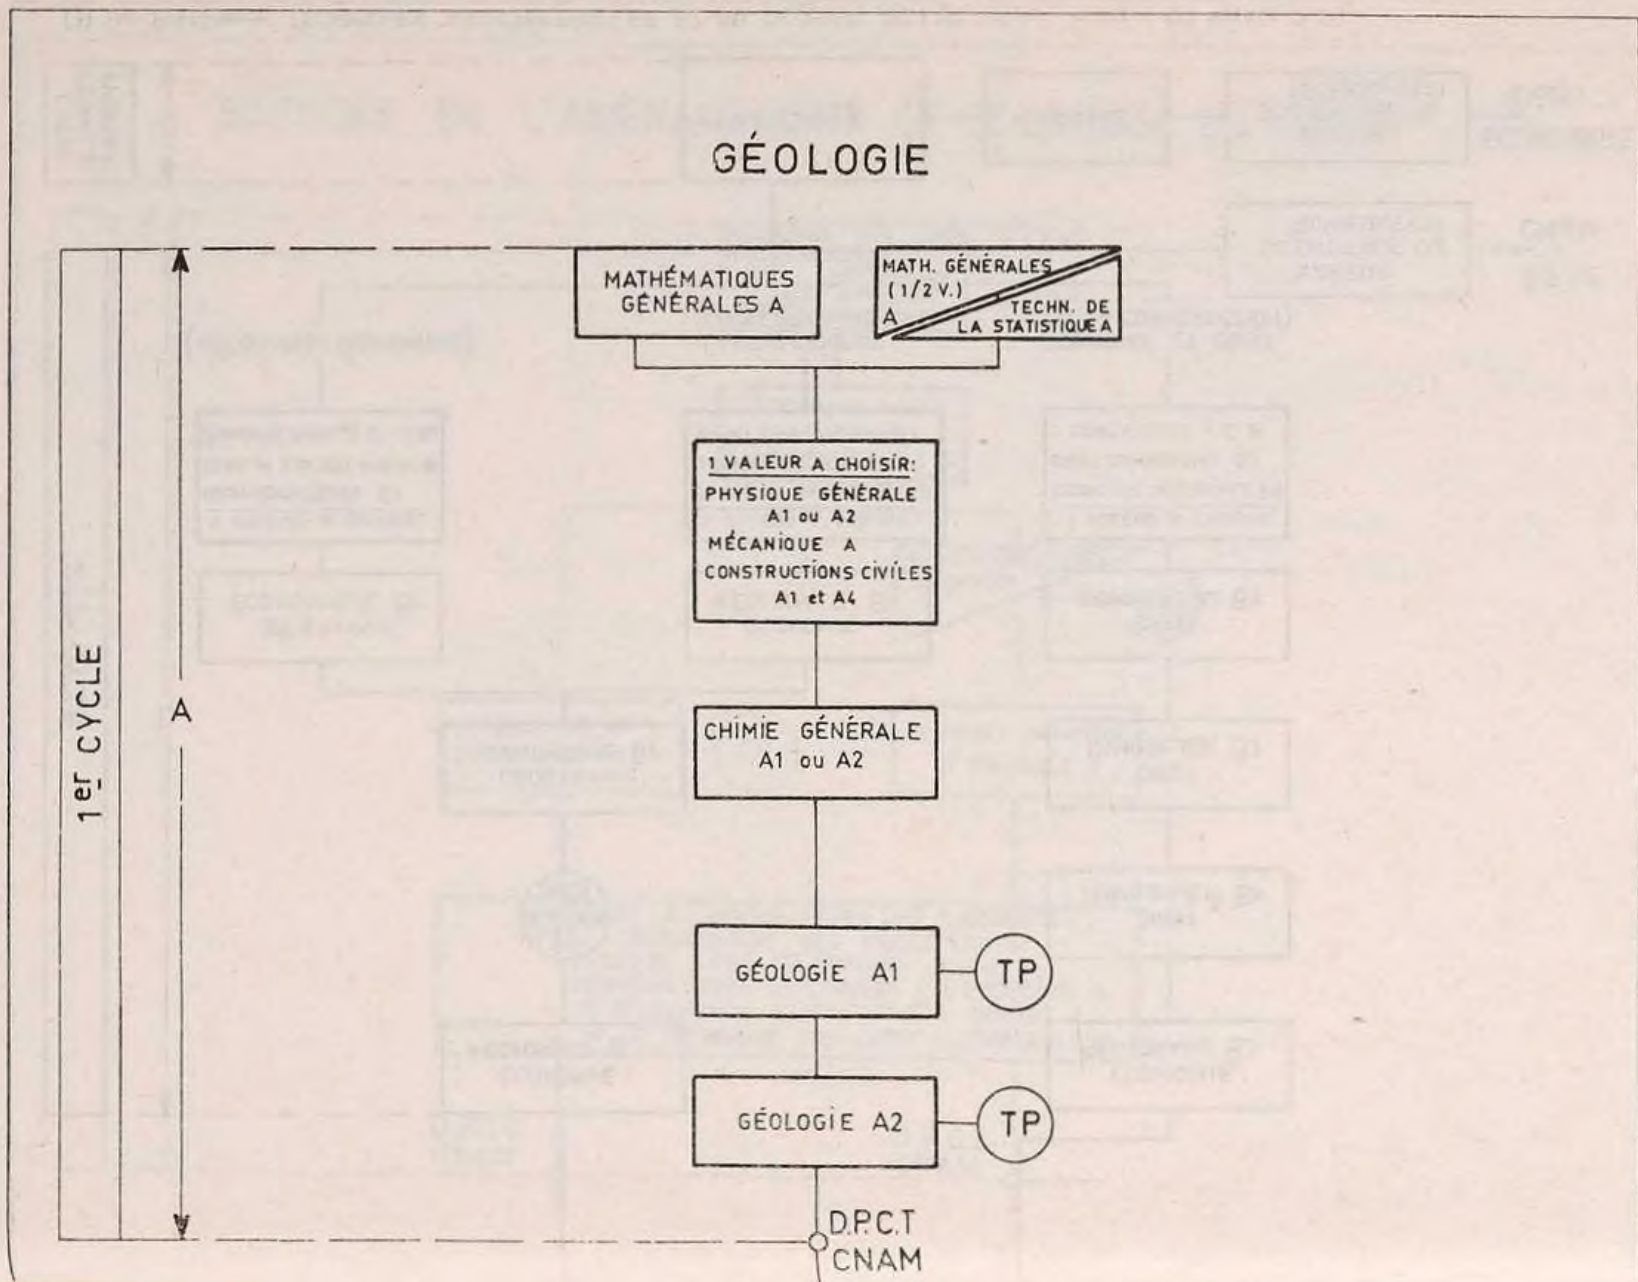 GÉOLOGIE
MATHÉMATIQUES
GÉNÉRALES A
MATH. GÉNÉRALES
(1/2 V.)
A
TECHN. DE
LA STATISTIQUE A
1 VALEUR A CHOISIR:
PHYSIQUE GÉNÉRALE
A1 ou A2
MÉCANIQUE A
CONSTRUCTIONS CIVILES
A1 et A4
1er CYCLE
A
CHIMIE GÉNÉRALE
A1 ou A2
GÉOLOGIE A1
TP
GÉOLOGIE A2
TP
D.P.C.T
CNAM